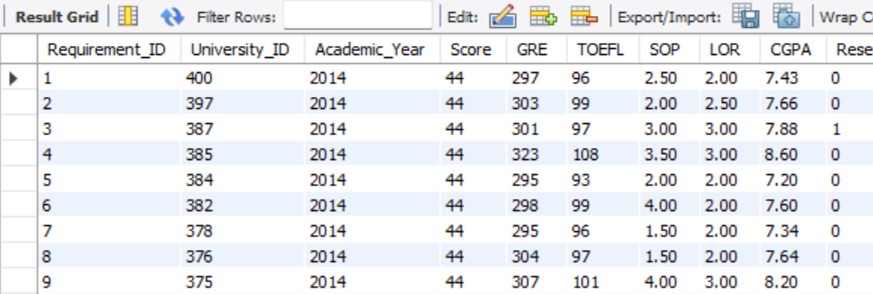 Result Grid Filter Rows: Edit: Export/Import: Wrap C
Requirement_ID University_ID Academic_Year Score GRE TOEFL SOP LOR CGPA Rese
1 400 2014 44 297 96 2.50 2.00 7.43 0
2 397 2014 44 303 99 2.00 2.50 7.66 0
3 387 2014 44 301 97 3.00 3.00 7.88 1
4 385 2014 44 323 108 3.50 3.00 8.60 0
5 384 2014 44 295 93 2.00 2.00 7.20 0
6 382 2014 44 298 99 4.00 2.00 7.60 0
7 378 2014 44 295 96 1.50 2.00 7.34 0
8 376 2014 44 304 97 1.50 2.00 7.64 0
9 375 2014 44 307 101 4.00 3.00 8.20 0